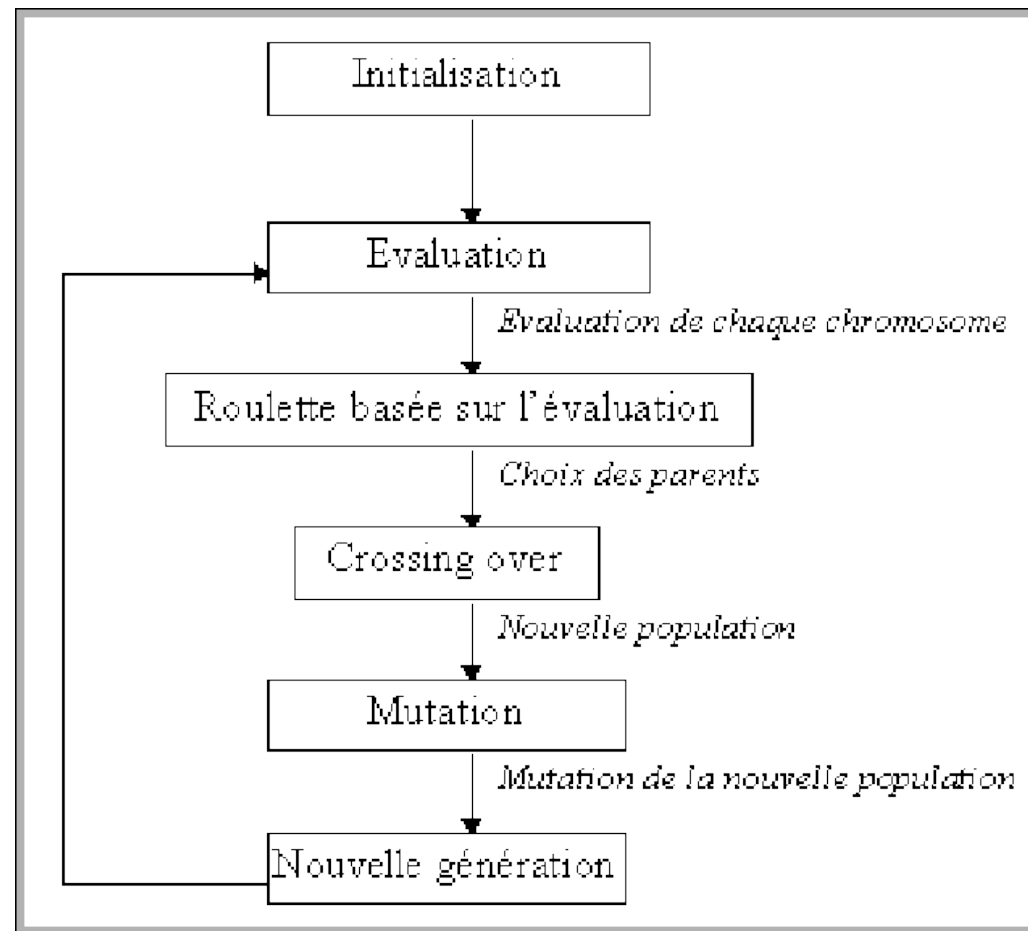 Initialisation
Evaluation
Evaluation de chaque chromosome
Roulette basée sur l'évaluation
Choix des parents
Crossing over
Nouvelle population
Mutation
Mutation de la nouvelle population
Nouvelle génération